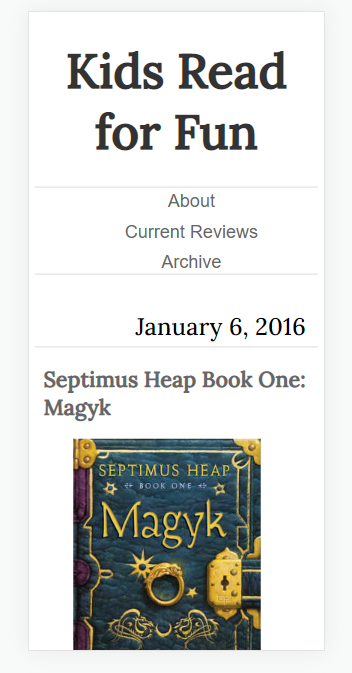 Kids Read
for Fun
About
Current Reviews
Archive
January 6, 2016
Septimus Heap Book One:
Magyk
SEPTIMUS HEAP
BOOK ONE
Magyk